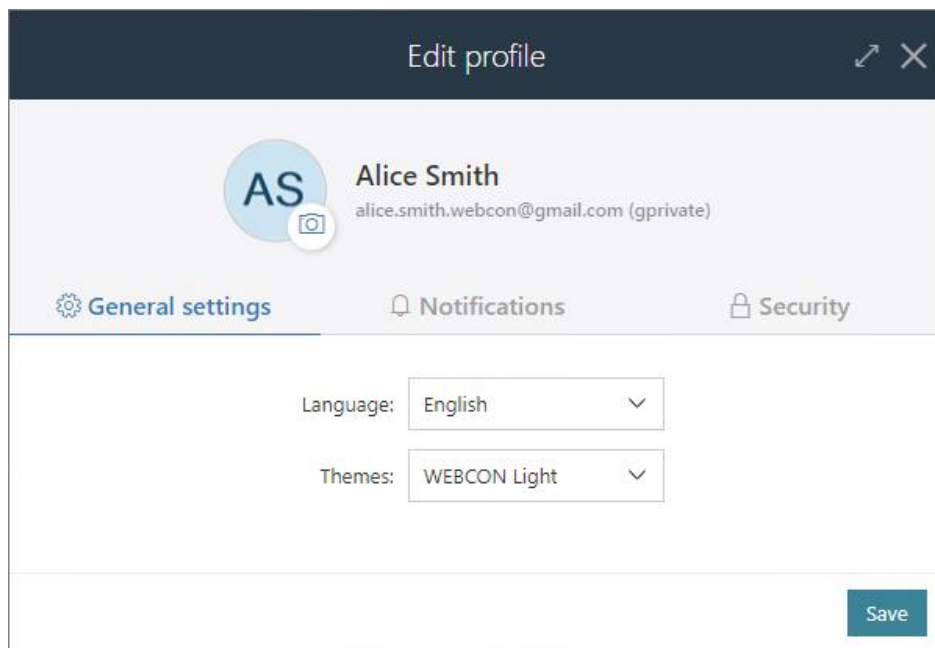 Edit profile
AS
Alice Smith
alice.smith.webcon@gmail.com (gprivate)
General settings Notifications Security
Language: English
Themes: WEBCON Light
Save